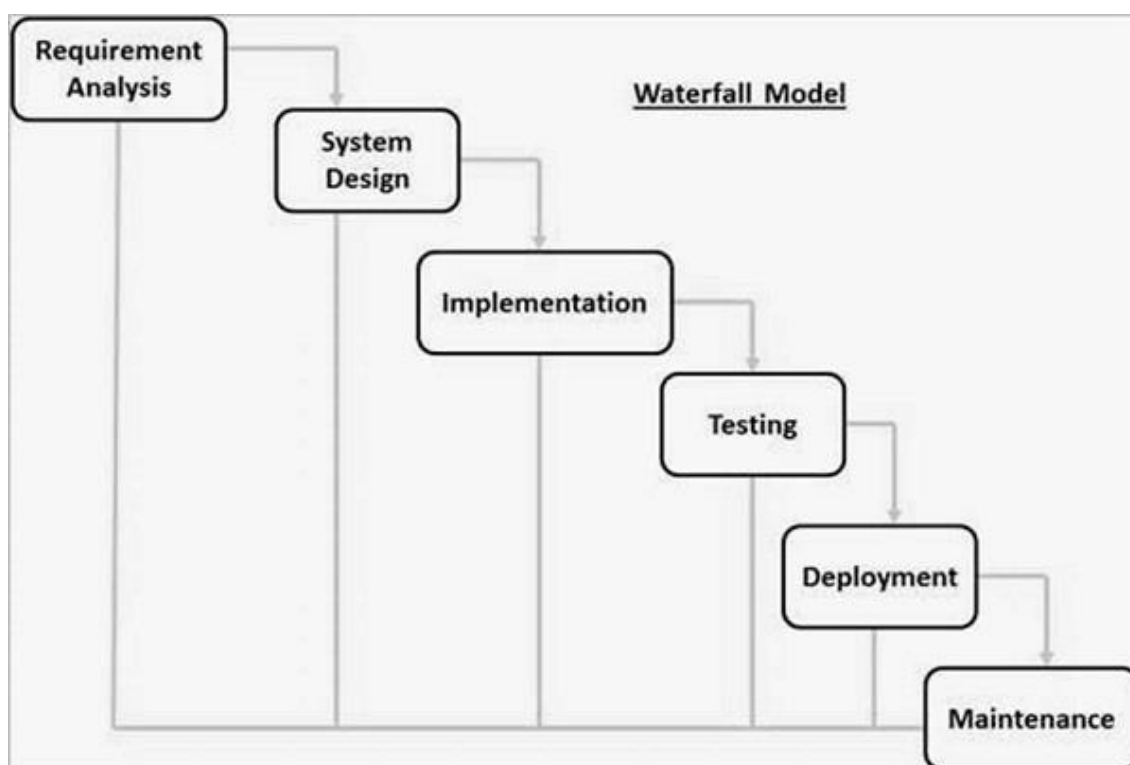 Requirement
Analysis
Waterfall Model
System
Design
Implementation
Testing
Deployment
Maintenance